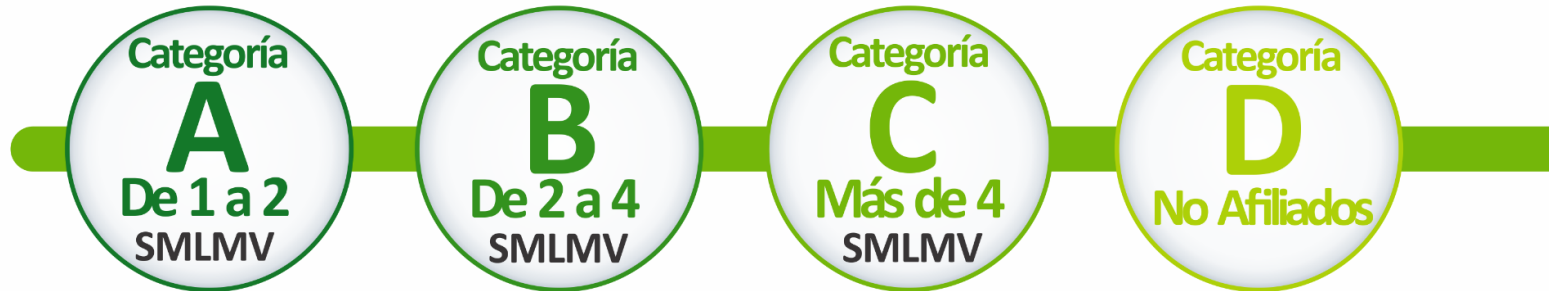 Categoría
A
De 1 a 2
SMLMV
Categoría
B
De 2 a 4
SMLMV
Categoría
C
Más de 4
SMLMV
Categoría
D
No Afiliados